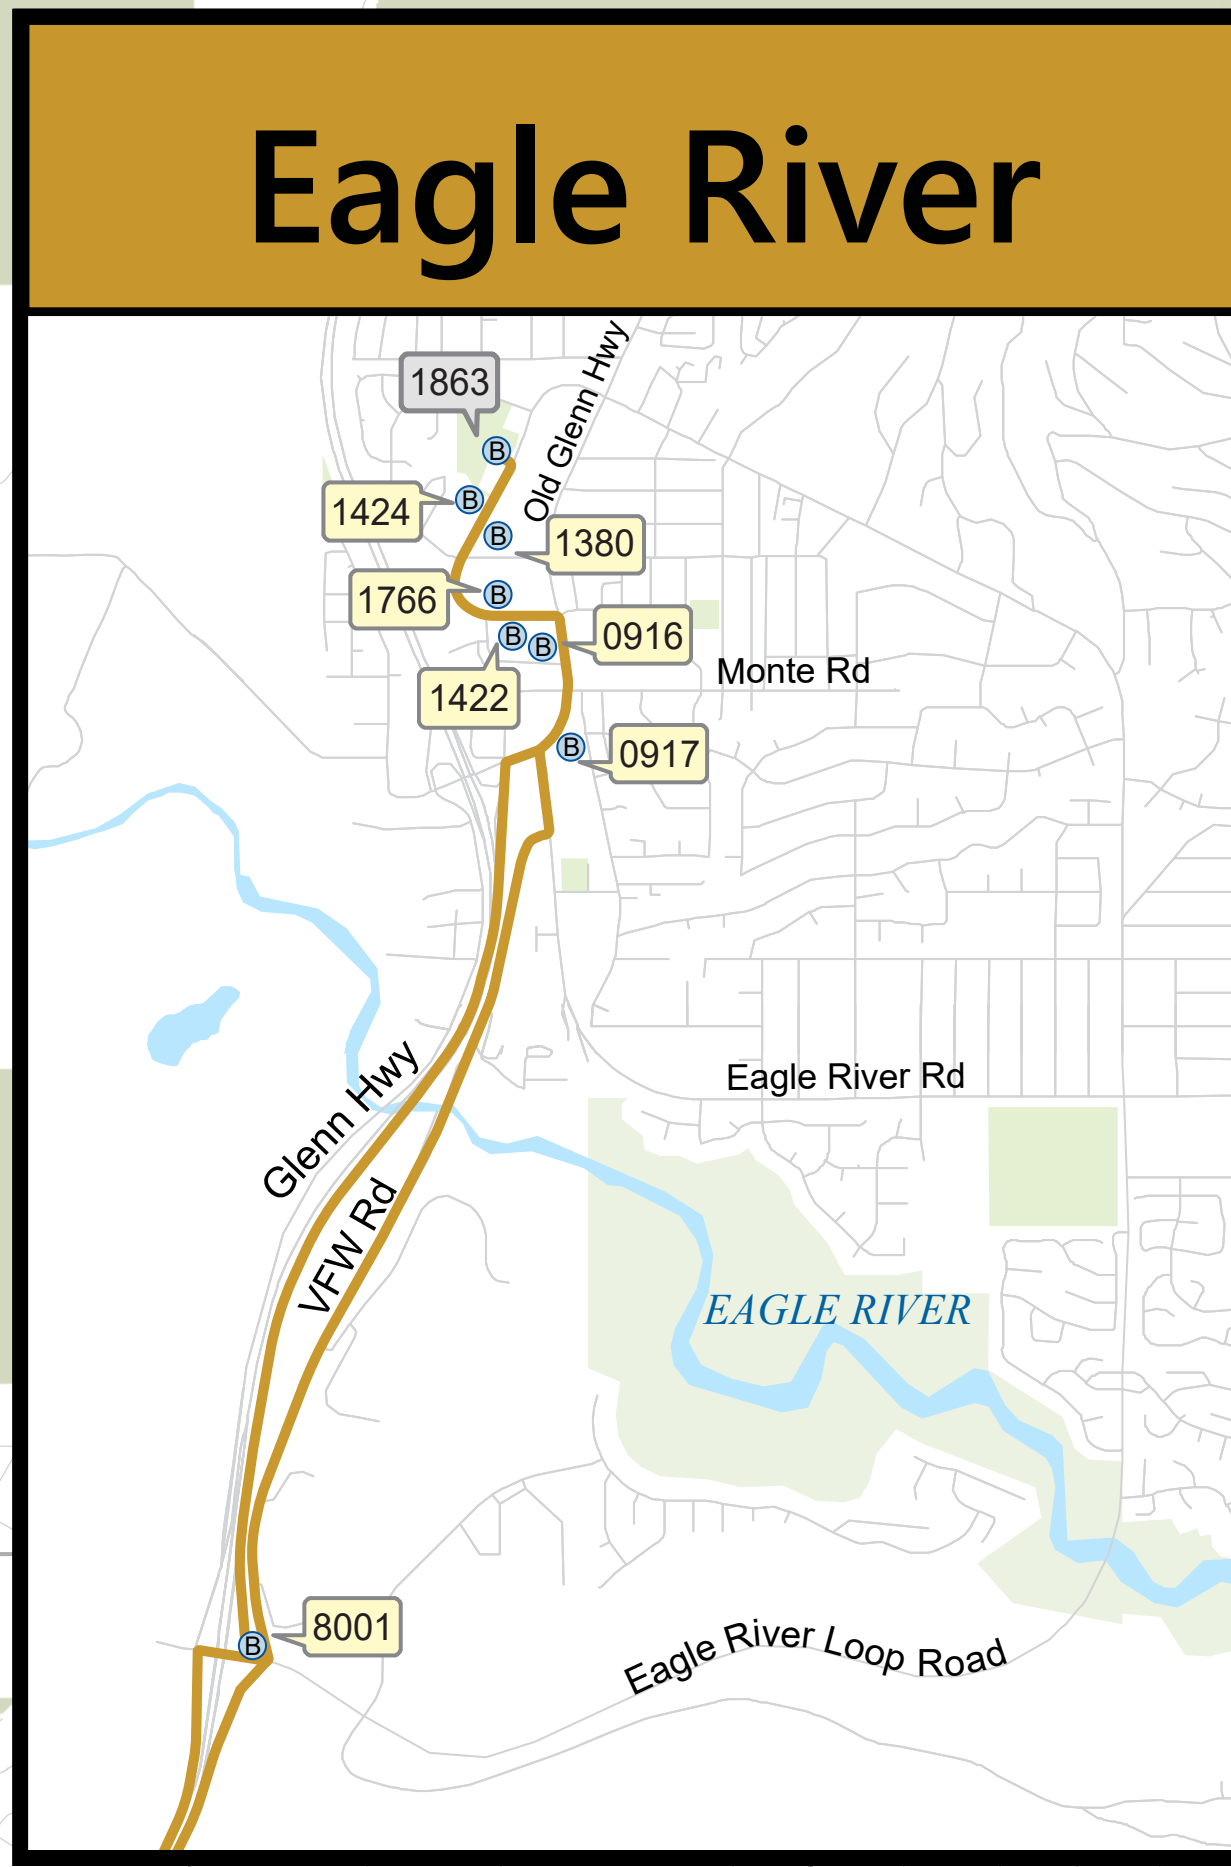 Eagle River
Old Glenn Hwy
1863
B
B
1424
B
1380
1766
B
B
B
0916
1422
Monte Rd
B
0917
Glenn Hwy
Eagle River Rd
VFW Rd
EAGLE RIVER
8001
B
Eagle River Loop Road